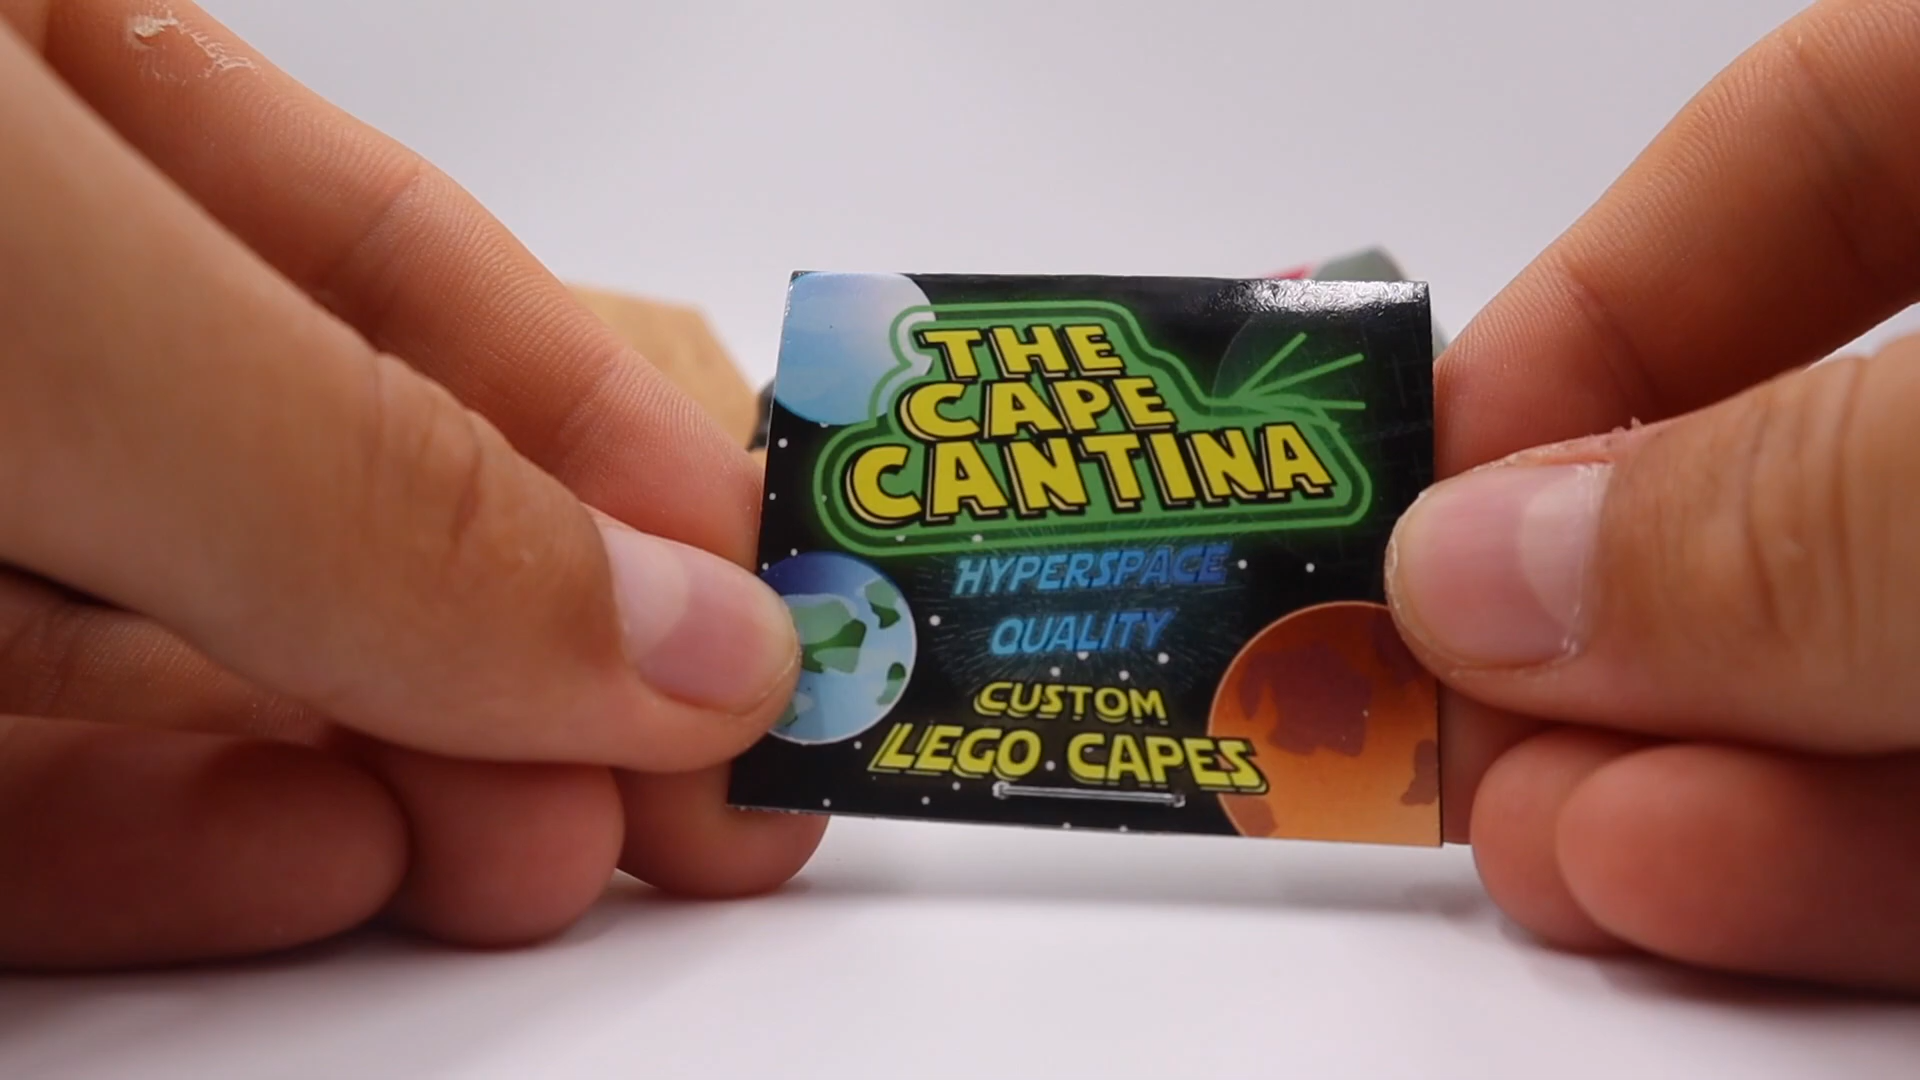 THE
CAPE
CANTINA
HYPERSPACE
QUALITY
CUSTOM
LEGO CAPES